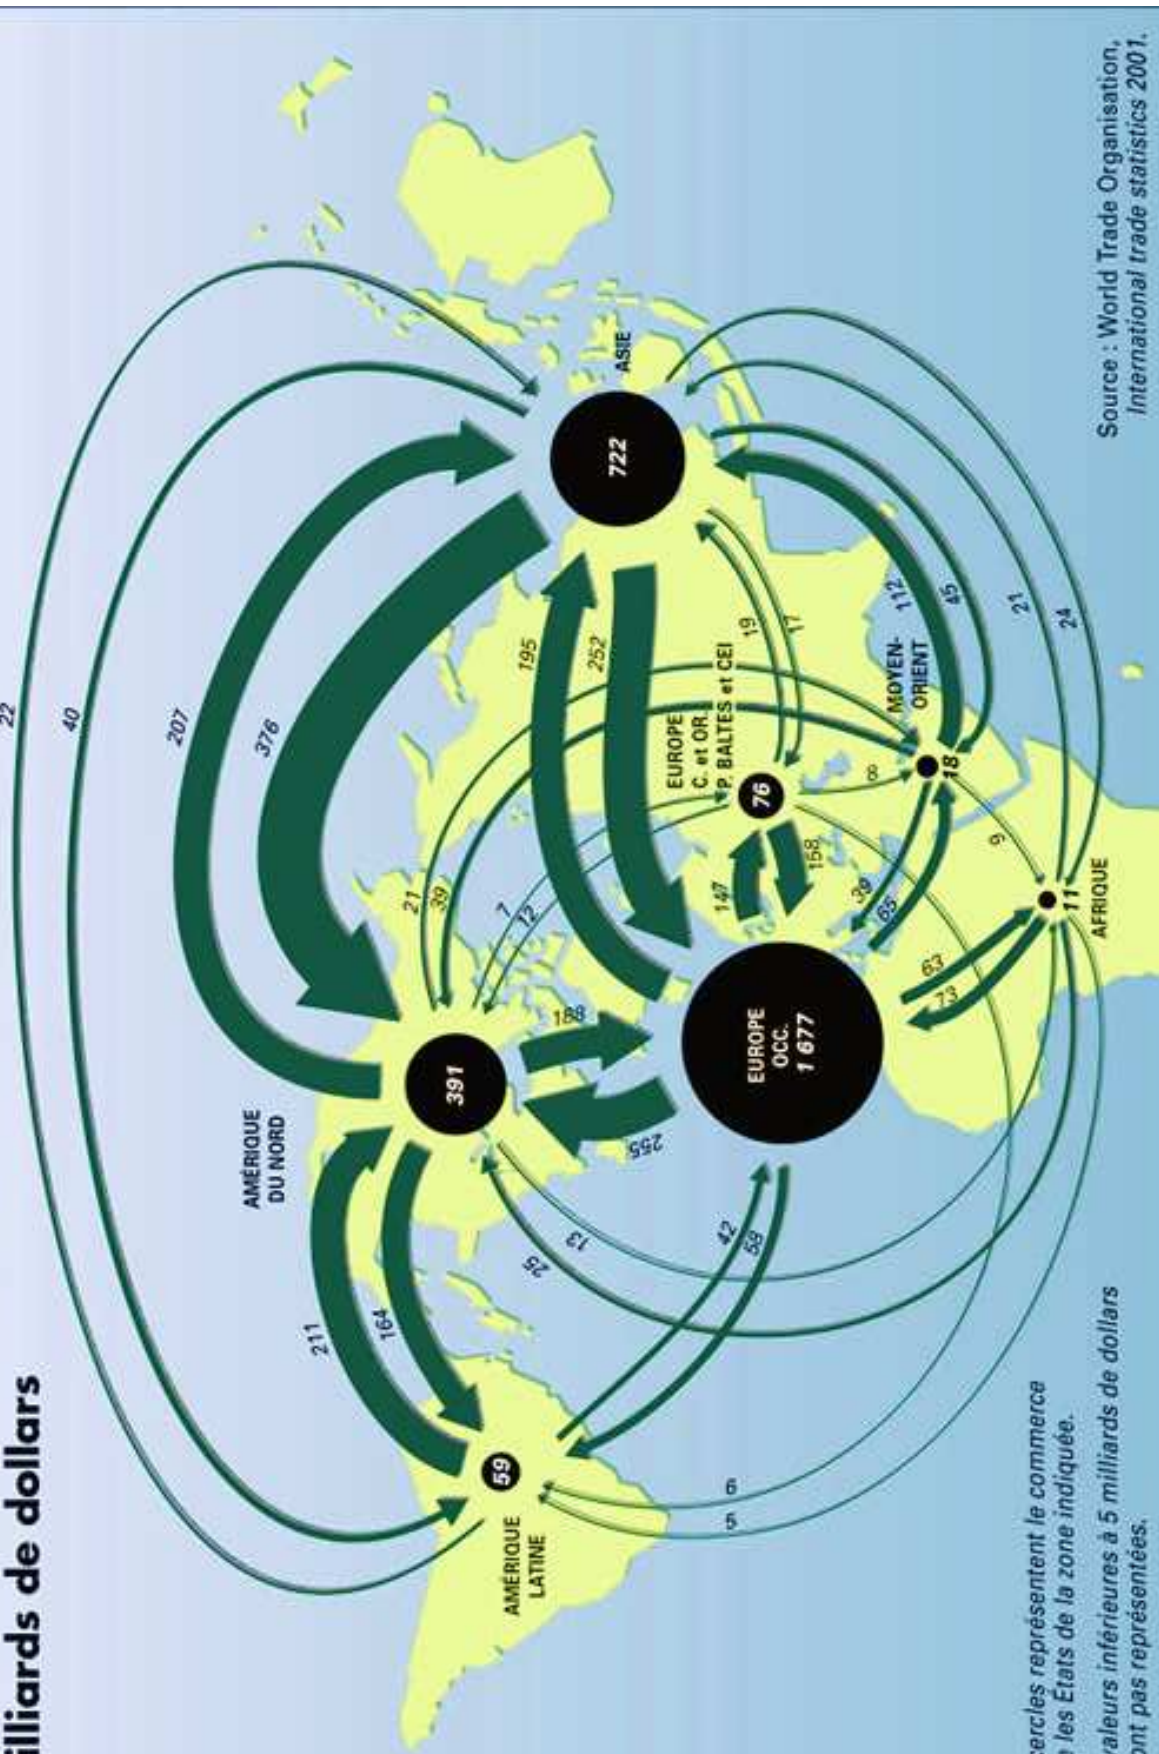 illiards de dollars
22
40
207
376
AMÉRIQUE
DU NORD
211
164
391
21
39
7
12
188
255
195
252
ASIE
722
EUROPE
C. et OR.
P. BALTES et CEI
76
19
17
147
158
EUROPE
OCC.
1 677
AMÉRIQUE
LATINE
59
42
58
13
25
39
65
8
MOYEN-
ORIENT
18
112
45
21
24
63
73
11
AFRIQUE
6
5
ercles représentent le commerce
les États de la zone indiquée.
valeurs inférieures à 5 milliards de dollars
ont pas représentées.
Source : World Trade Organisation,
International trade statistics 2001.